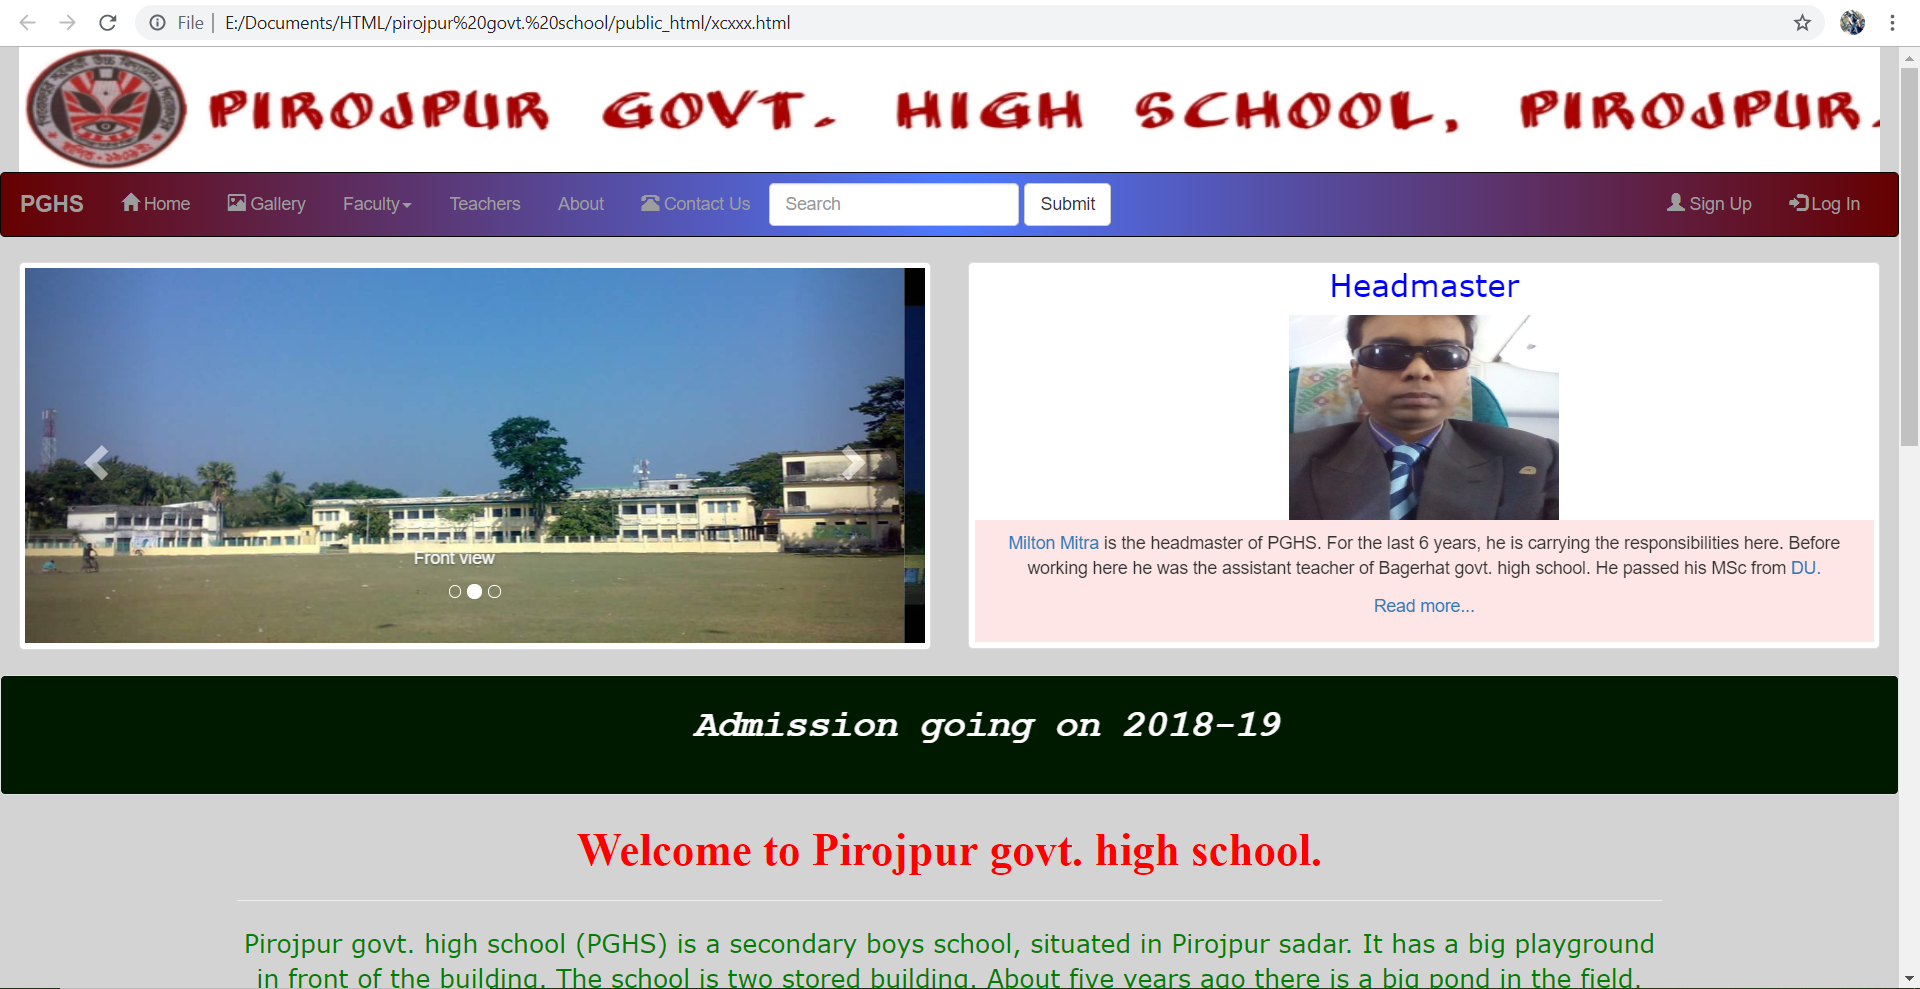 File | E:/Documents/HTML/pirojpur%20govt.%20school/public_html/xcxxx.html
PIROJPUR GOVT. HIGH SCHOOL, PIROJPUR.
PGHS Home Gallery Faculty Teachers About Contact Us Search Submit Sign Up Log In
Front view
Headmaster
Milton Mitra is the headmaster of PGHS. For the last 6 years, he is carrying the responsibilities here. Before
working here he was the assistant teacher of Bagerhat govt. high school. He passed his MSc from DU.
Read more...
Admission going on 2018-19
Welcome to Pirojpur govt. high school.
Pirojpur govt. high school (PGHS) is a secondary boys school, situated in Pirojpur sadar. It has a big playground
in front of the building. The school is two stored building. About five years ago there is a big pond in the field.